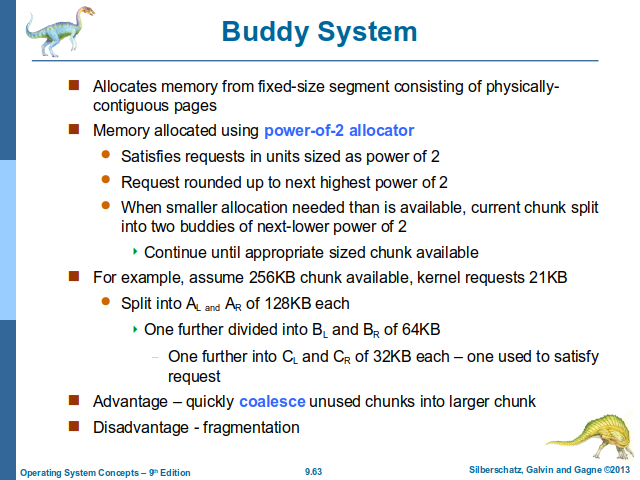 Buddy System
Allocates memory from fixed-size segment consisting of physically-
contiguous pages
Memory allocated using power-of-2 allocator
Satisfies requests in units sized as power of 2
Request rounded up to next highest power of 2
When smaller allocation needed than is available, current chunk split
into two buddies of next-lower power of 2
Continue until appropriate sized chunk available
For example, assume 256KB chunk available, kernel requests 21KB
Split into AL and AR of 128KB each
One further divided into BL and BR of 64KB
One further into CL and CR of 32KB each – one used to satisfy
request
Advantage – quickly coalesce unused chunks into larger chunk
Disadvantage - fragmentation
Operating System Concepts – 9th Edition
9.63
Silberschatz, Galvin and Gagne ©2013